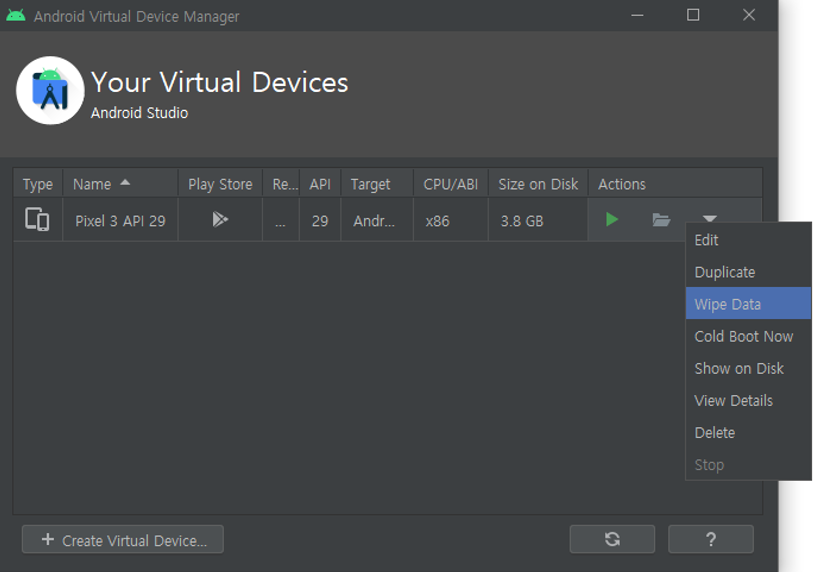 Android Virtual Device Manager
Your Virtual Devices
Android Studio
Type Name Play Store Re... API Target CPU/ABI Size on Disk Actions
Pixel 3 API 29 ... 29 Andr... x86 3.8 GB
Edit
Duplicate
Wipe Data
Cold Boot Now
Show on Disk
View Details
Delete
Stop
+ Create Virtual Device...
?